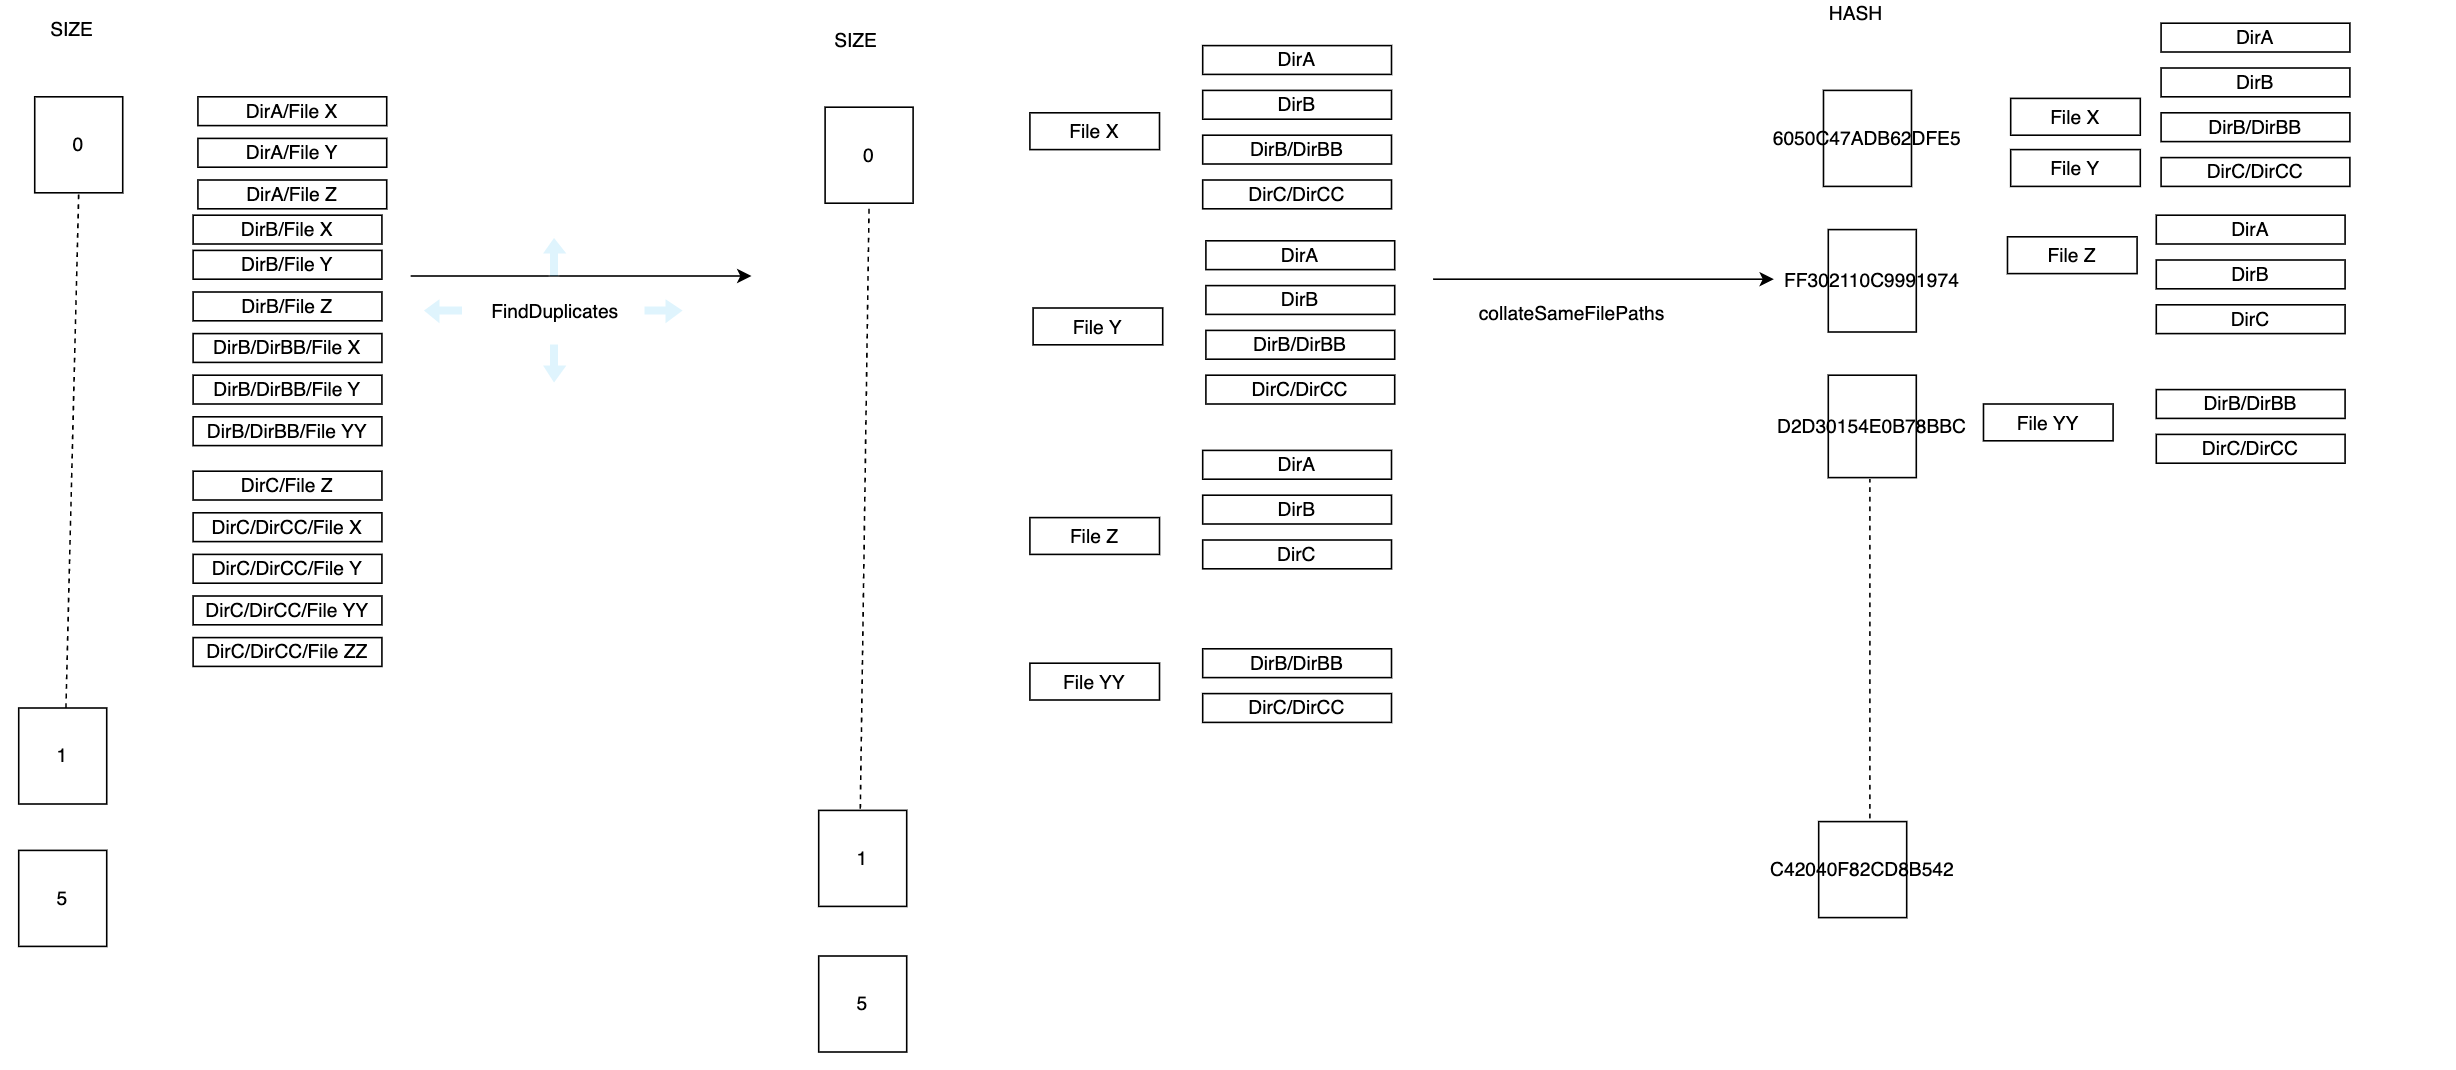 SIZE
0
DirA/File X
DirA/File Y
DirA/File Z
DirB/File X
DirB/File Y
DirB/File Z
DirB/DirBB/File X
DirB/DirBB/File Y
DirB/DirBB/File YY
DirC/File Z
DirC/DirCC/File X
DirC/DirCC/File Y
DirC/DirCC/File YY
DirC/DirCC/File ZZ
1
5
FindDuplicates
SIZE
0
File X
DirA
DirB
DirB/DirBB
DirC/DirCC
File Y
DirA
DirB
DirB/DirBB
DirC/DirCC
File Z
DirA
DirB
DirC
File YY
DirB/DirBB
DirC/DirCC
1
5
collateSameFilePaths
HASH
6050C47ADB62DFE5
File X
File Y
DirA
DirB
DirB/DirBB
DirC/DirCC
FF302110C9991974
File Z
DirA
DirB
DirC
D2D30154E0B78BBC
File YY
DirB/DirBB
DirC/DirCC
C42040F82CD8B542